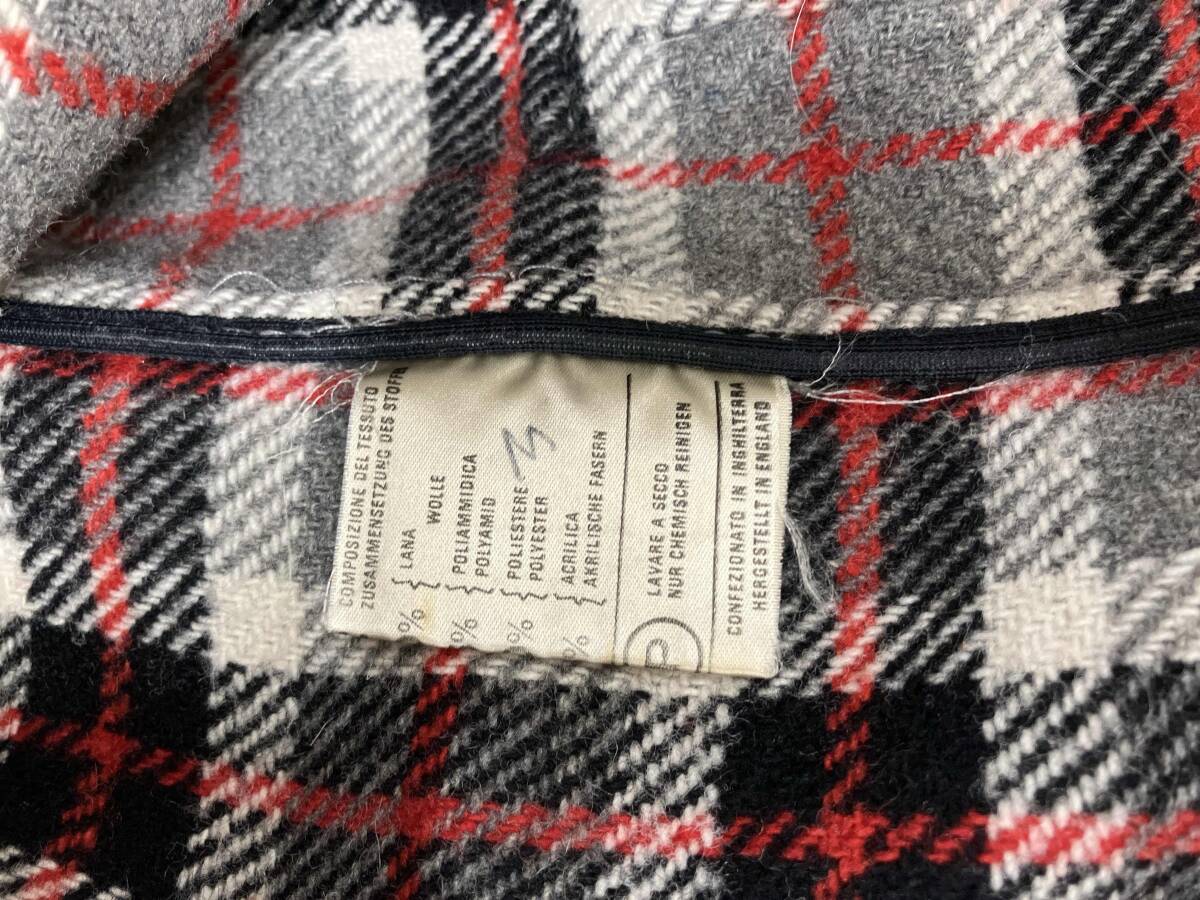 COMPOSIZIONE DEL TESSUTO
ZUSAMMENSETZUNG DES STOFFES
% { LANA
WOLLE
% { POLIAMMIDICA
POLYAMID
% { POLIESTERE
POLYESTER
% { ACRILICA
AKRILISCHE FASERN
P LAVARE A SECCO
NUR CHEMISCH REINIGEN
CONFEZIONATO IN INGHILTERRA
HERGESTELLT IN ENGLAND